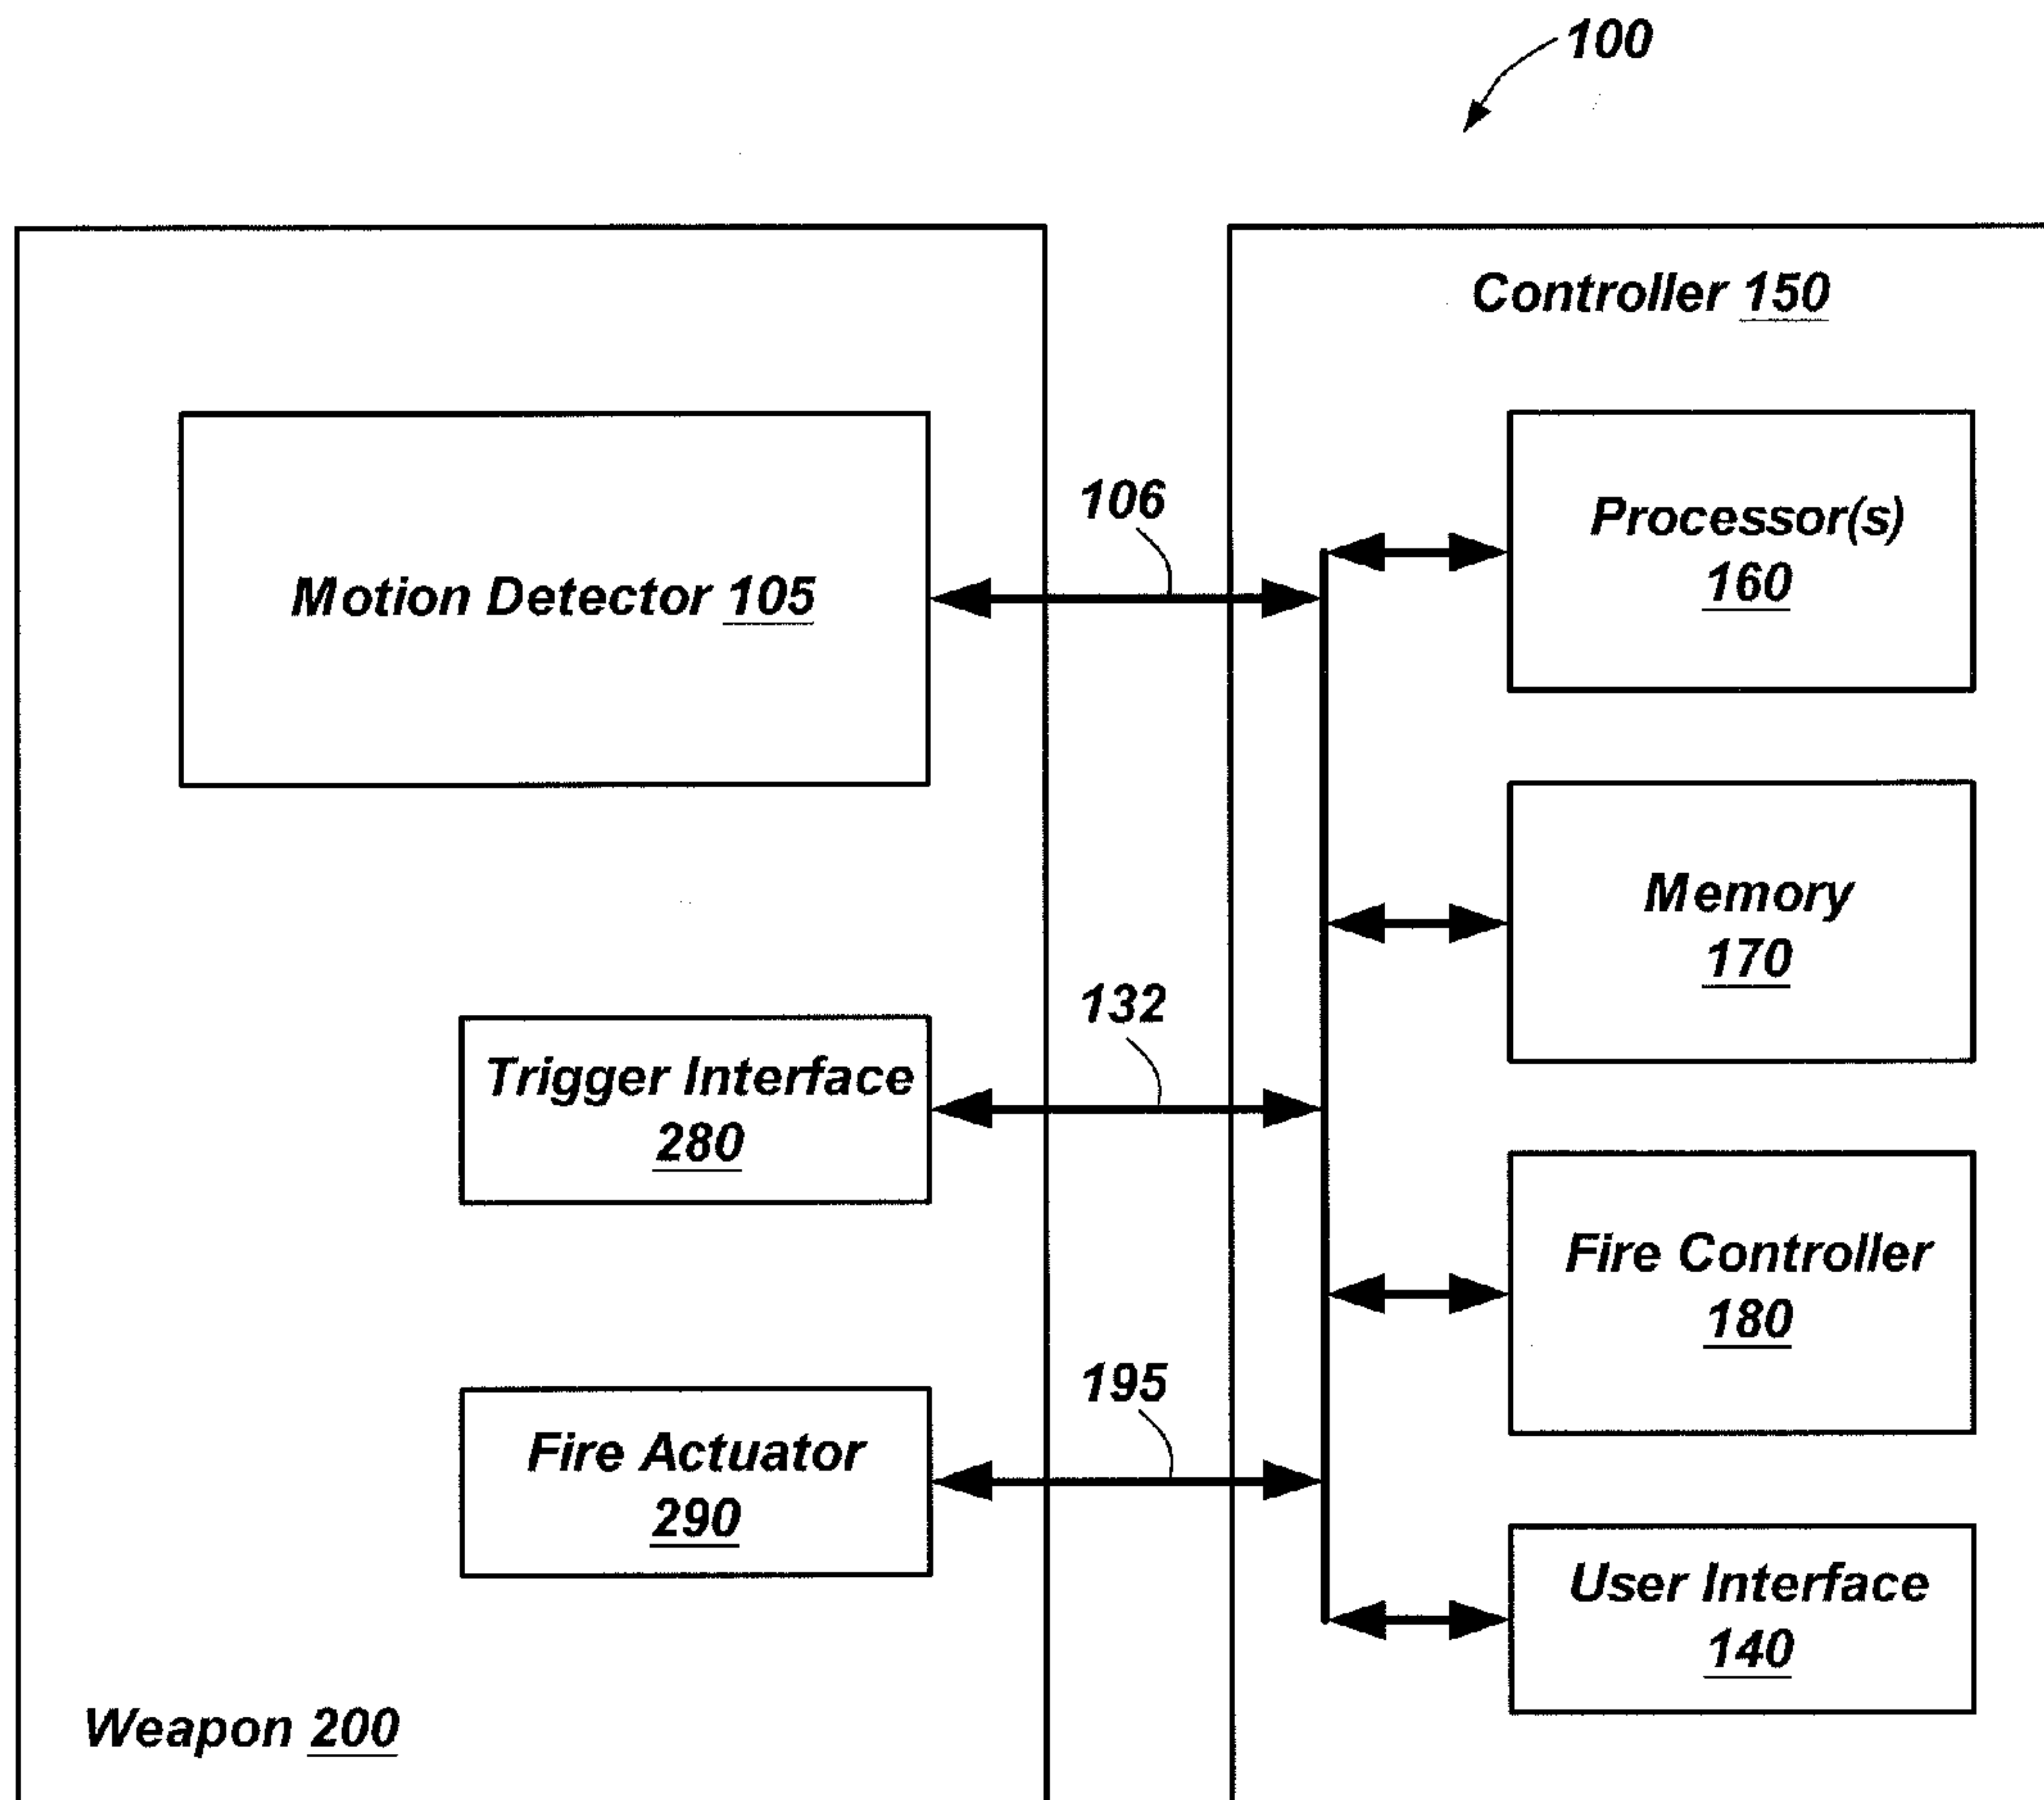 100
Controller 150
Motion Detector 105
106
Processor(s)
160
Memory
170
132
Trigger Interface
280
Fire Controller
180
195
Fire Actuator
290
User Interface
140
Weapon 200